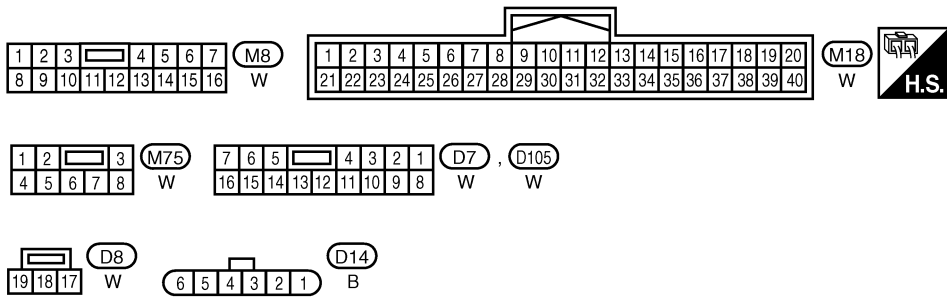 1 2 3 4 5 6 7 M8
8 9 10 11 12 13 14 15 16 W
1 2 3 4 5 6 7 8 9 10 11 12 13 14 15 16 17 18 19 20 M18
21 22 23 24 25 26 27 28 29 30 31 32 33 34 35 36 37 38 39 40 W
H.S.
1 2 3 M75
4 5 6 7 8 W
7 6 5 4 3 2 1 D7 , D105
16 15 14 13 12 11 10 9 8 W W
19 18 17 D8
W
6 5 4 3 2 1 D14
B